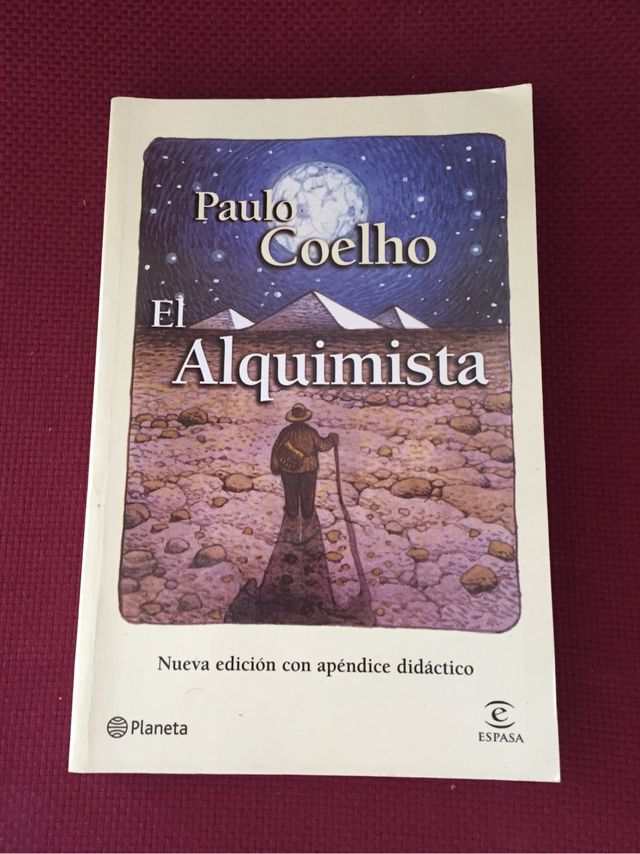 Paulo
Coelho
El
Alquimista
Nueva edición con apéndice didáctico
Planeta
e
ESPASA